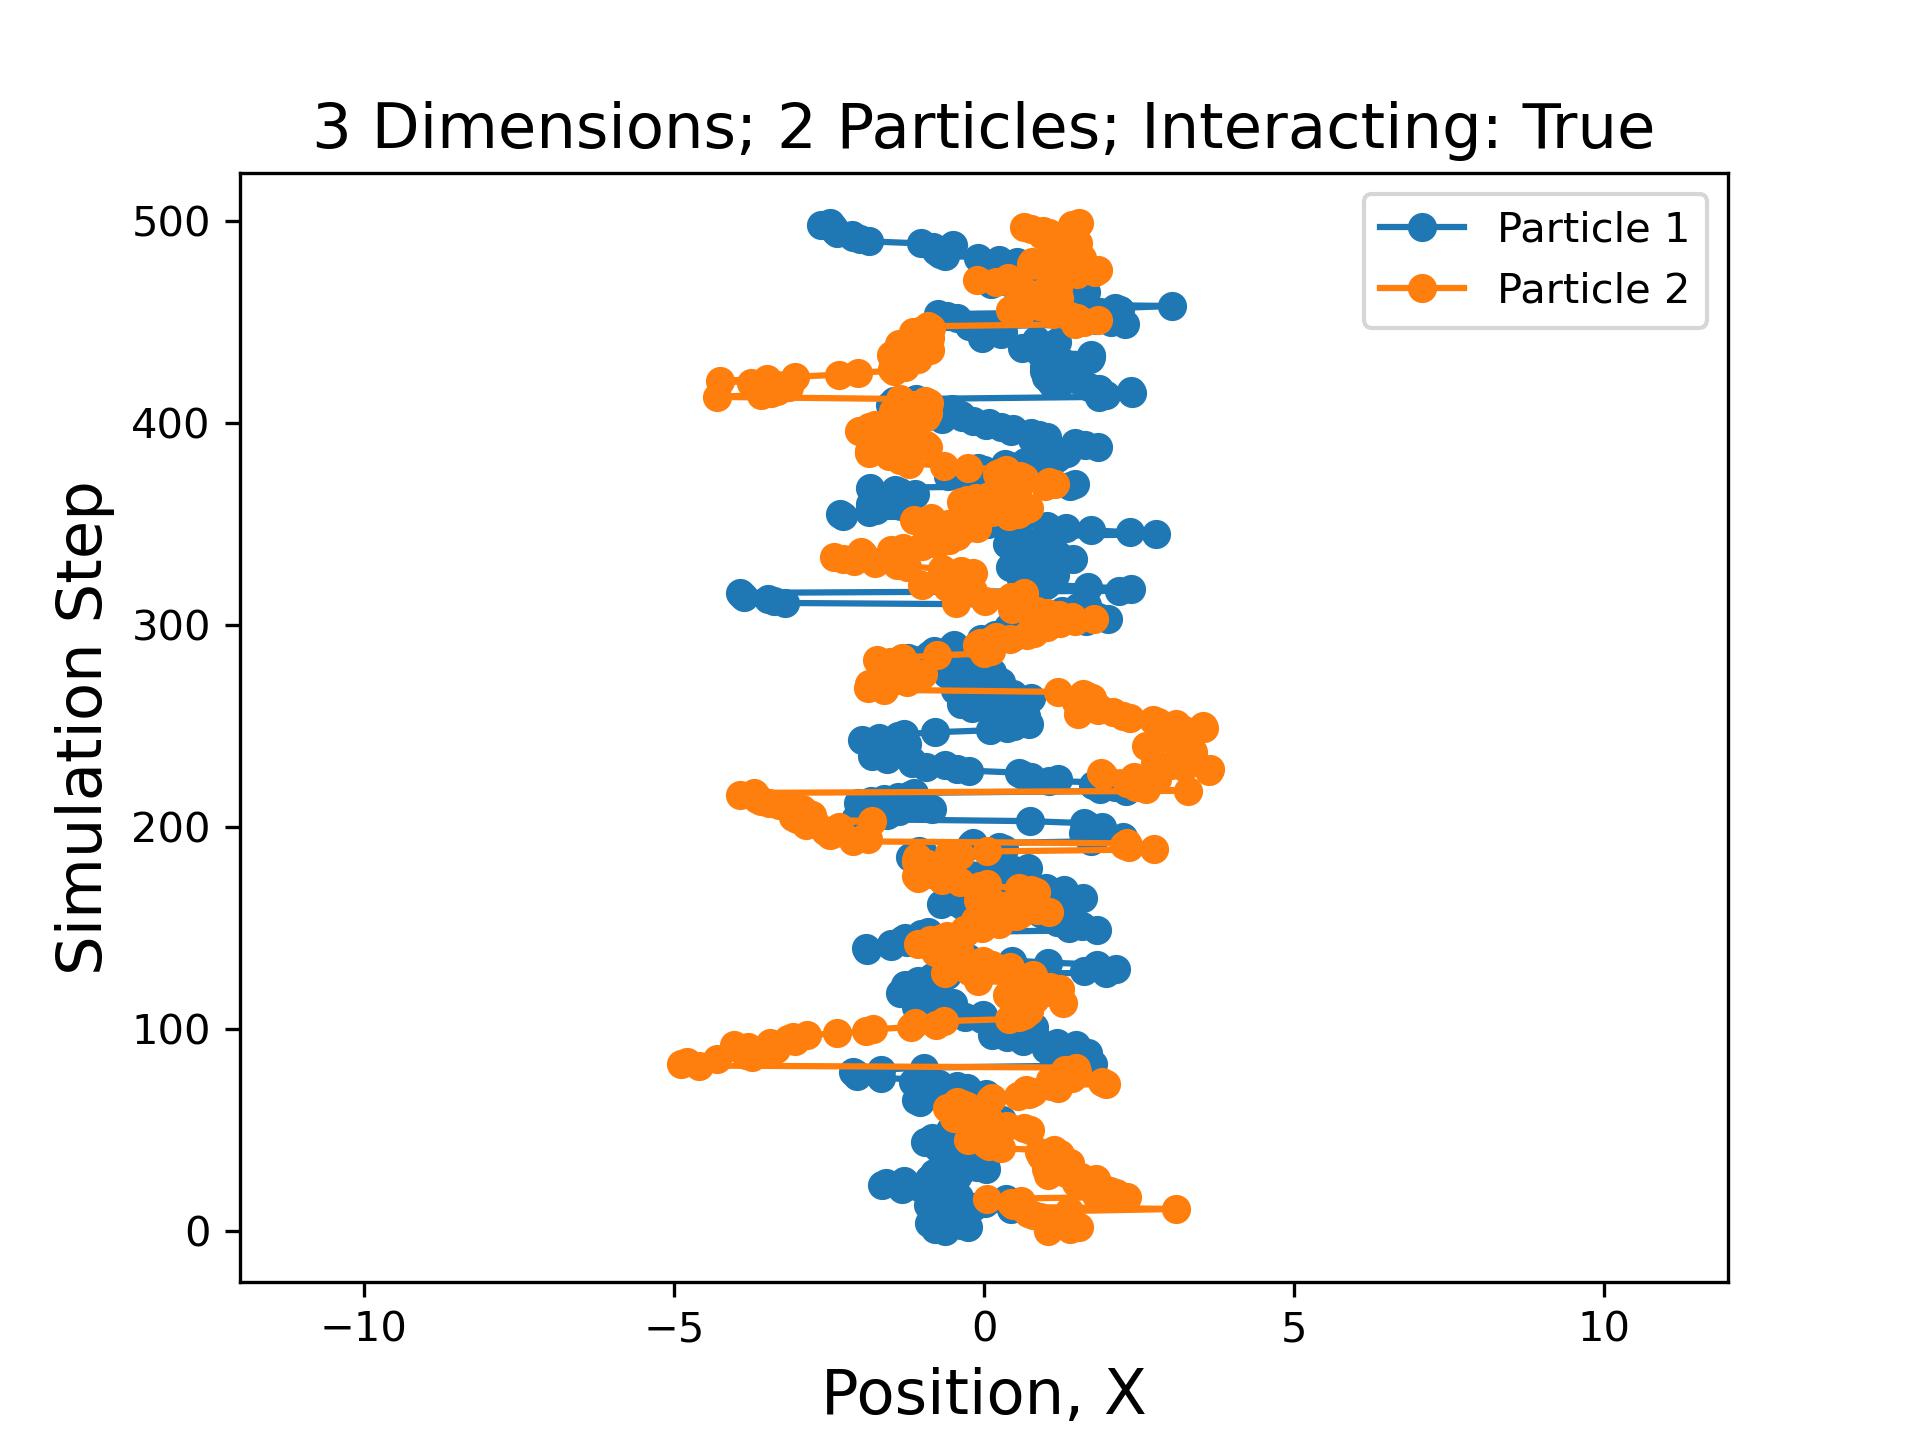 3 Dimensions; 2 Particles; Interacting: True
Particle 1
Particle 2
500
400
300
200
100
0
Simulation Step
−10
−5
0
5
10
Position, X